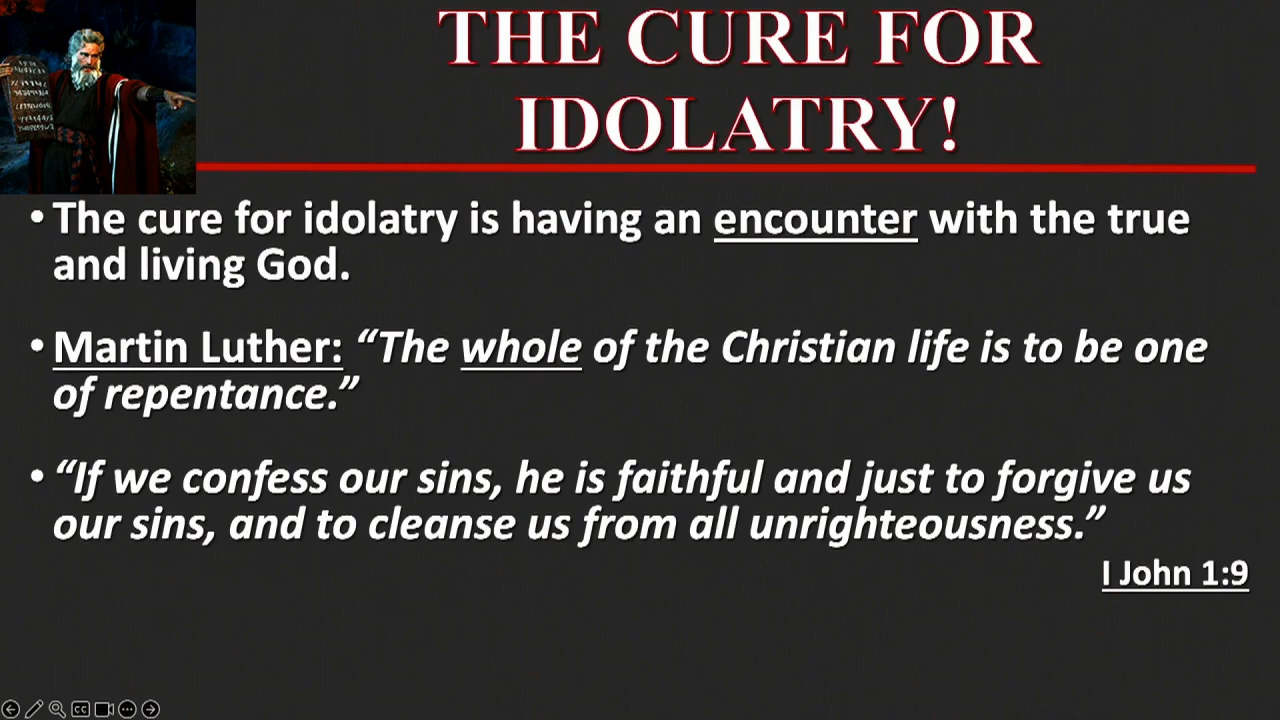 THE CURE FOR
IDOLATRY!
• The cure for idolatry is having an encounter with the true
and living God.
• Martin Luther: “The whole of the Christian life is to be one
of repentance.”
• “If we confess our sins, he is faithful and just to forgive us
our sins, and to cleanse us from all unrighteousness.”
I John 1:9
CC